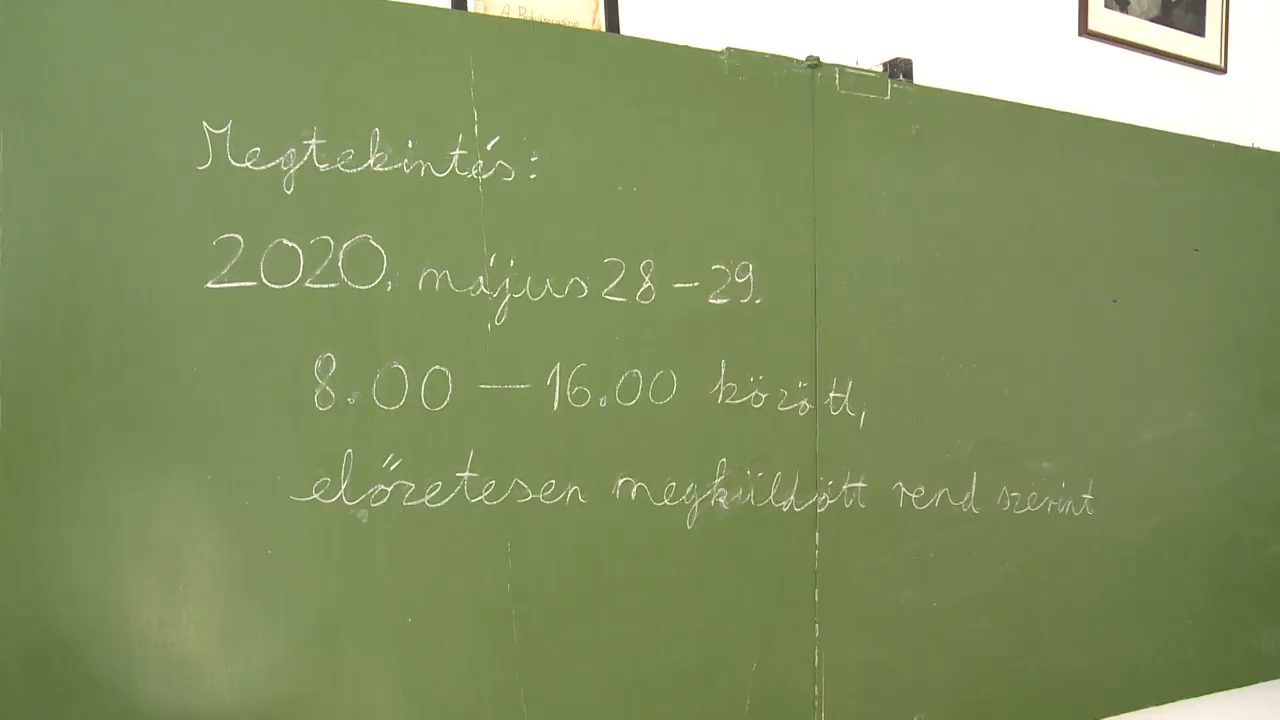 Megtekintés:
2020. május 28-29.
8.00 — 16.00 között,
előzetesen megküldött rend szerint